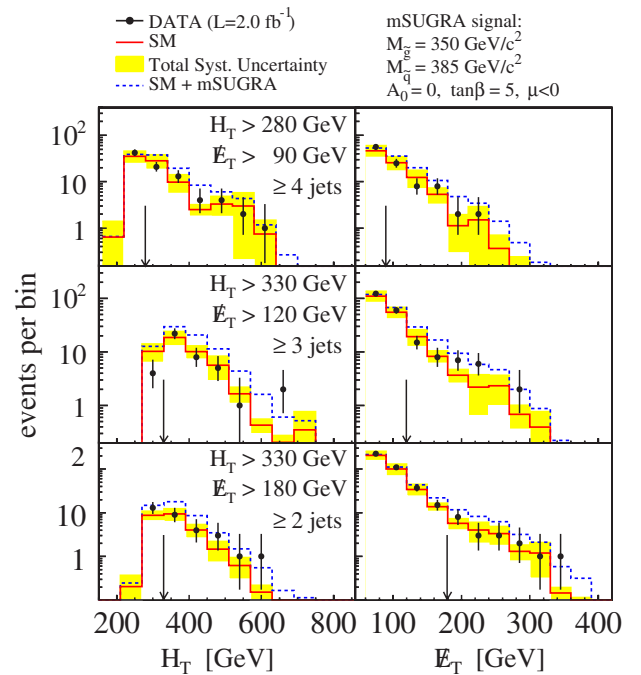 DATA (L=2.0 fb⁻¹)
SM
Total Syst. Uncertainty
SM + mSUGRA
mSUGRA signal:
M_g̃ = 350 GeV/c²
M_q̃ = 385 GeV/c²
A₀ = 0, tanβ = 5, μ<0
events per bin
10²
10
1
H_T > 280 GeV
E̸_T > 90 GeV
≥ 4 jets
10²
10
1
H_T > 330 GeV
E̸_T > 120 GeV
≥ 3 jets
2
10
1
H_T > 330 GeV
E̸_T > 180 GeV
≥ 2 jets
200 400 600 800
100 200 300 400
H_T [GeV]
E̸_T [GeV]